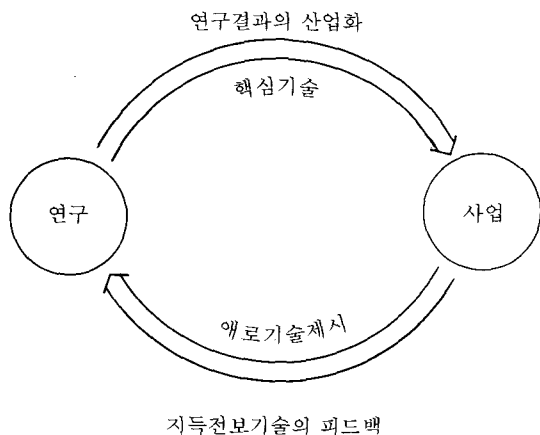 연구결과의 산업화
핵심기술
연구
사업
애로기술제시
지득전보기술의 피드백